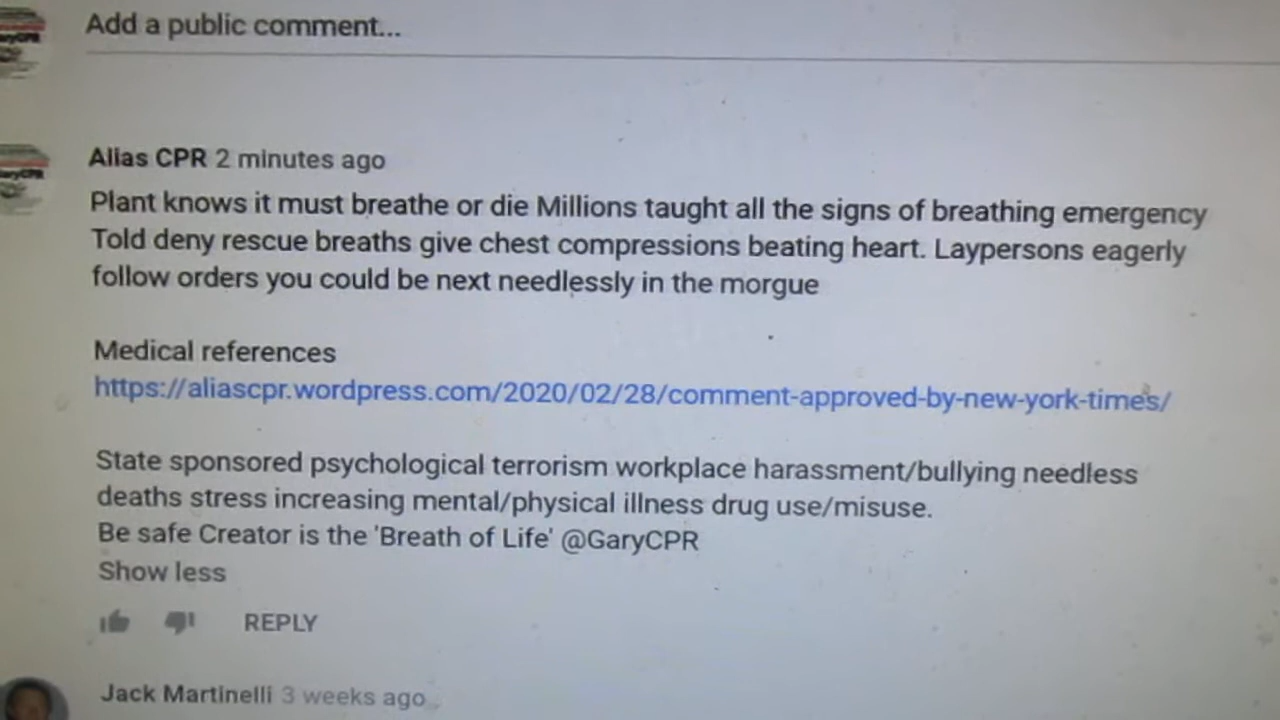 Add a public comment...
Alias CPR 2 minutes ago
Plant knows it must breathe or die Millions taught all the signs of breathing emergency
Told deny rescue breaths give chest compressions beating heart. Laypersons eagerly
follow orders you could be next needlessly in the morgue
Medical references
https://aliascpr.wordpress.com/2020/02/28/comment-approved-by-new-york-times/
State sponsored psychological terrorism workplace harassment/bullying needless
deaths stress increasing mental/physical illness drug use/misuse.
Be safe Creator is the 'Breath of Life' @GaryCPR
Show less
REPLY
Jack Martinelli 3 weeks ago